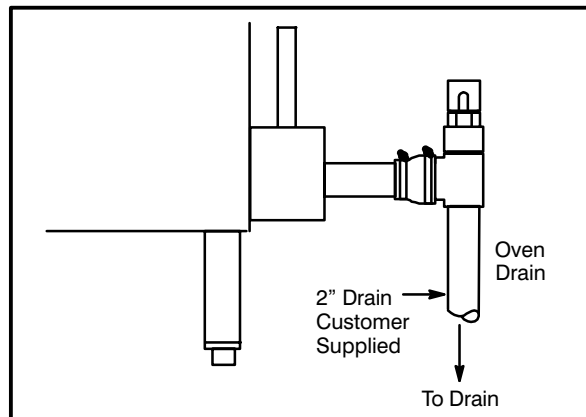 Oven
Drain
2” Drain
Customer
Supplied
To Drain